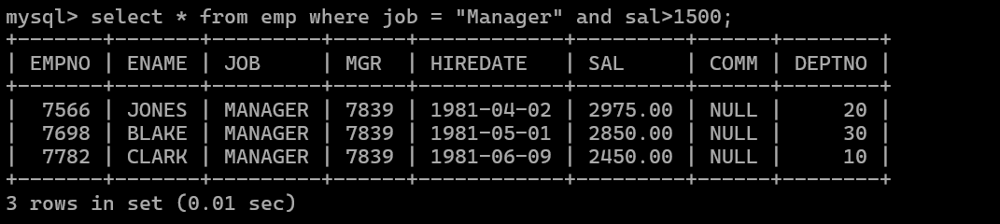 mysql> select * from emp where job = "Manager" and sal>1500;
+-------+-------+---------+------+------------+---------+------+--------+
| EMPNO | ENAME | JOB     | MGR  | HIREDATE   | SAL     | COMM | DEPTNO |
+-------+-------+---------+------+------------+---------+------+--------+
|  7566 | JONES | MANAGER | 7839 | 1981-04-02 | 2975.00 | NULL |     20 |
|  7698 | BLAKE | MANAGER | 7839 | 1981-05-01 | 2850.00 | NULL |     30 |
|  7782 | CLARK | MANAGER | 7839 | 1981-06-09 | 2450.00 | NULL |     10 |
+-------+-------+---------+------+------------+---------+------+--------+
3 rows in set (0.01 sec)